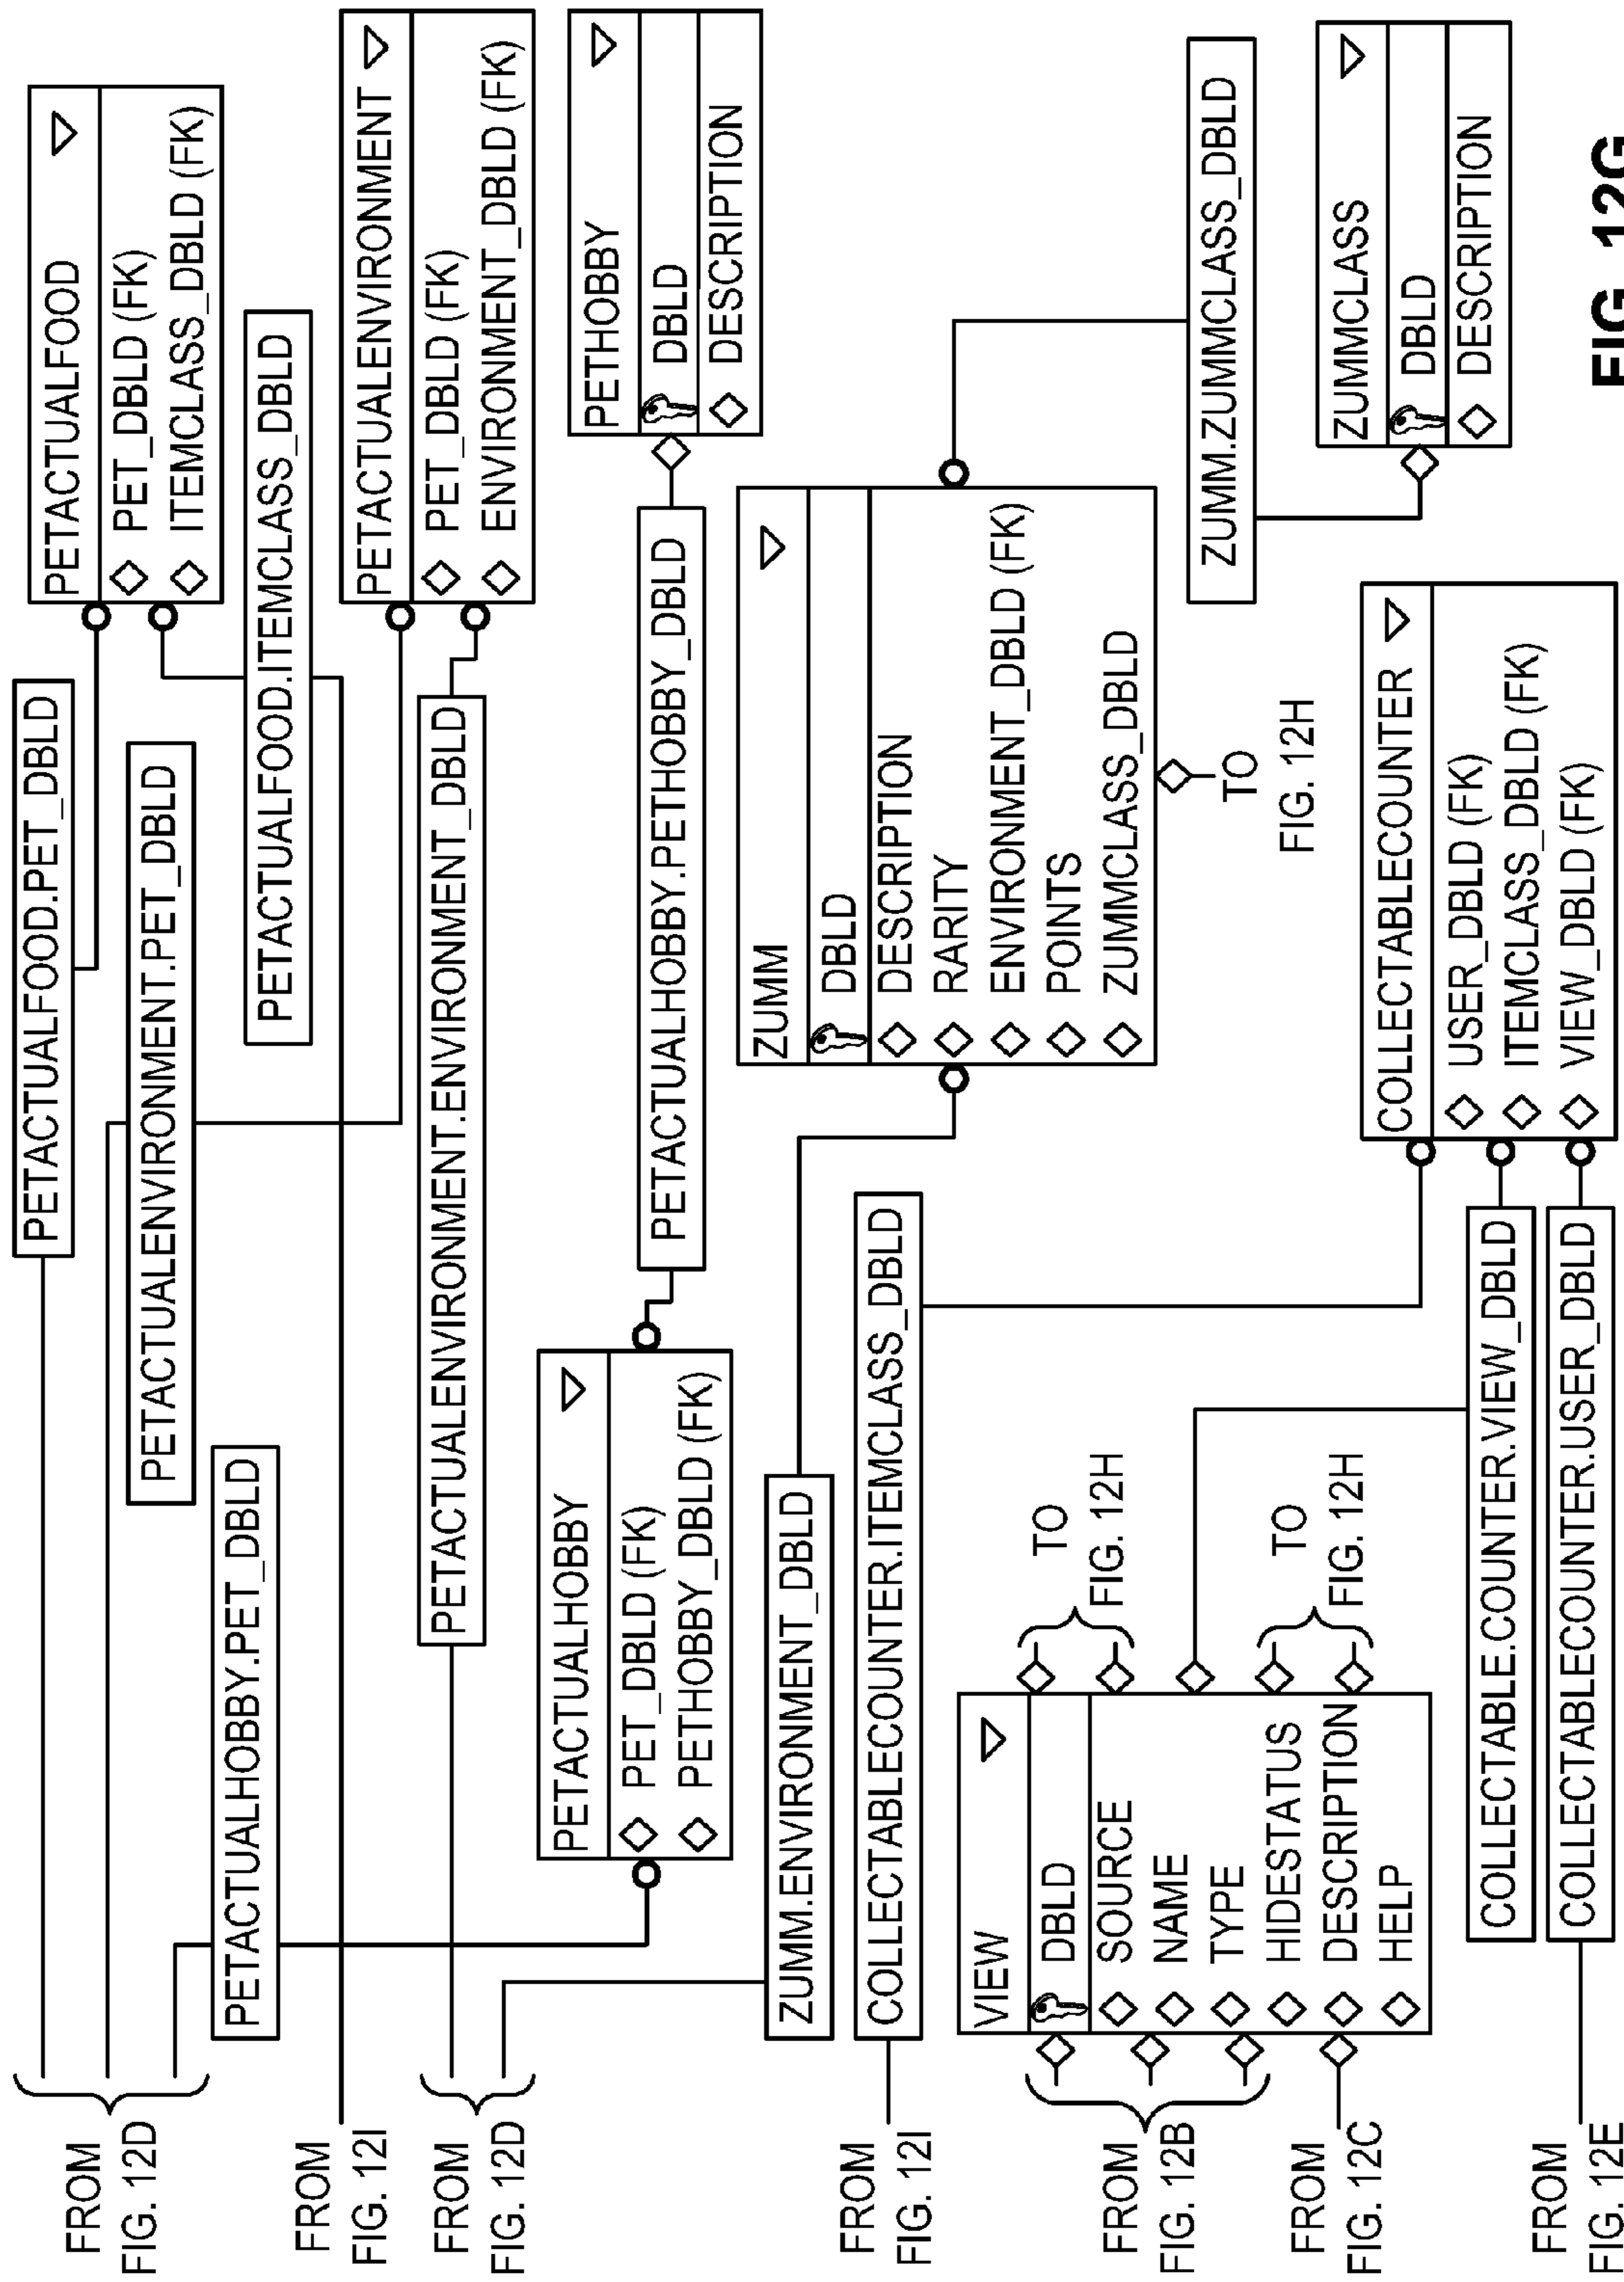 FROM
FIG. 12D
FROM
FIG. 12I
FROM
FIG. 12D
PETACTUALFOOD.PET_DBLD
PETACTUALENVIRONMENT.PET_DBLD
PETACTUALHOBBY.PET_DBLD
PETACTUALFOOD
PET_DBLD (FK)
ITEMCLASS_DBLD (FK)
PETACTUALFOOD.ITEMCLASS_DBLD
PETACTUALENVIRONMENT
PET_DBLD (FK)
ENVIRONMENT_DBLD (FK)
PETACTUALENVIRONMENT.ENVIRONMENT_DBLD
PETACTUALHOBBY
PET_DBLD (FK)
PETHOBBY_DBLD (FK)
PETACTUALHOBBY.PETHOBBY_DBLD
PETHOBBY
DBLD
DESCRIPTION
ZUMM.ENVIRONMENT_DBLD
ZUMM
DBLD
DESCRIPTION
RARITY
ENVIRONMENT_DBLD (FK)
POINTS
ZUMMCLASS_DBLD
TO
FIG. 12H
ZUMM.ZUMMCLASS_DBLD
ZUMMCLASS
DBLD
DESCRIPTION
FROM
FIG. 12I
COLLECTABLECOUNTER.ITEMCLASS_DBLD
FROM
FIG. 12B
FROM
FIG. 12C
VIEW
DBLD
SOURCE
NAME
TYPE
HIDESTATUS
DESCRIPTION
HELP
TO
FIG. 12H
TO
FIG. 12H
COLLECTABLECOUNTER
USER_DBLD (FK)
ITEMCLASS_DBLD (FK)
VIEW_DBLD (FK)
COLLECTABLE.COUNTER.VIEW_DBLD
COLLECTABLECOUNTER.USER_DBLD
FROM
FIG. 12E
FIG. 12G